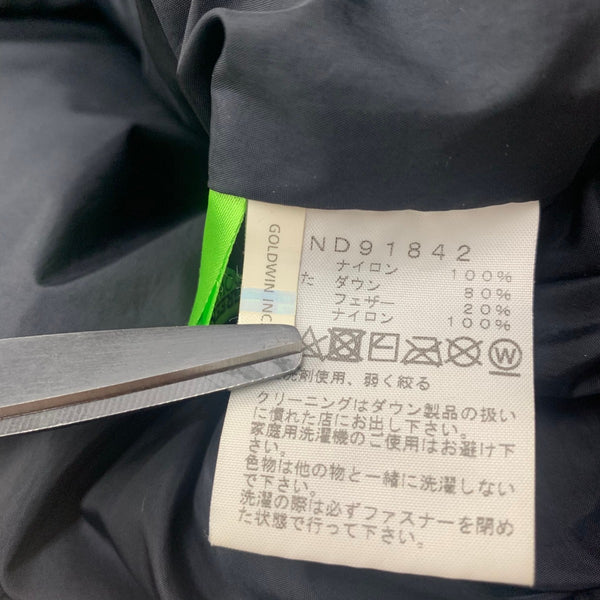 GOLDWIN INC
ND91842
ナイロン 100%
た ダウン 80%
フェザー 20%
ナイロン 100%
洗剤使用、弱く絞る
クリーニングはダウン製品の扱い
に慣れた店にお出し下さい。
家庭用洗濯機のご使用はお避け下
さい。
色物は他の物と一緒に洗濯しない
で下さい。
洗濯の際は必ずファスナーを閉め
た状態で行って下さい。